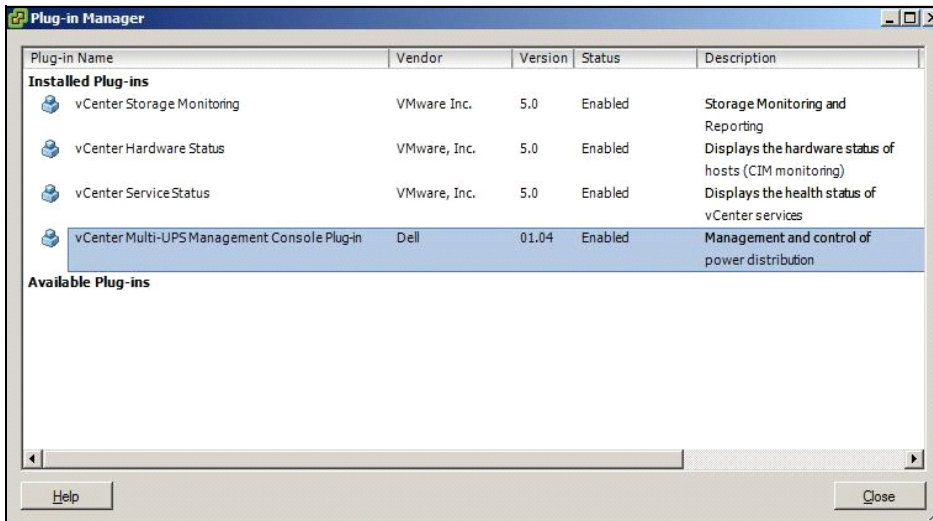 Plug-in Manager
Plug-in Name Vendor Version Status Description
Installed Plug-ins
vCenter Storage Monitoring VMware Inc. 5.0 Enabled Storage Monitoring and
Reporting
vCenter Hardware Status VMware, Inc. 5.0 Enabled Displays the hardware status of
hosts (CIM monitoring)
vCenter Service Status VMware, Inc. 5.0 Enabled Displays the health status of
vCenter services
vCenter Multi-UPS Management Console Plug-in Dell 01.04 Enabled Management and control of
power distribution
Available Plug-ins
Help Close